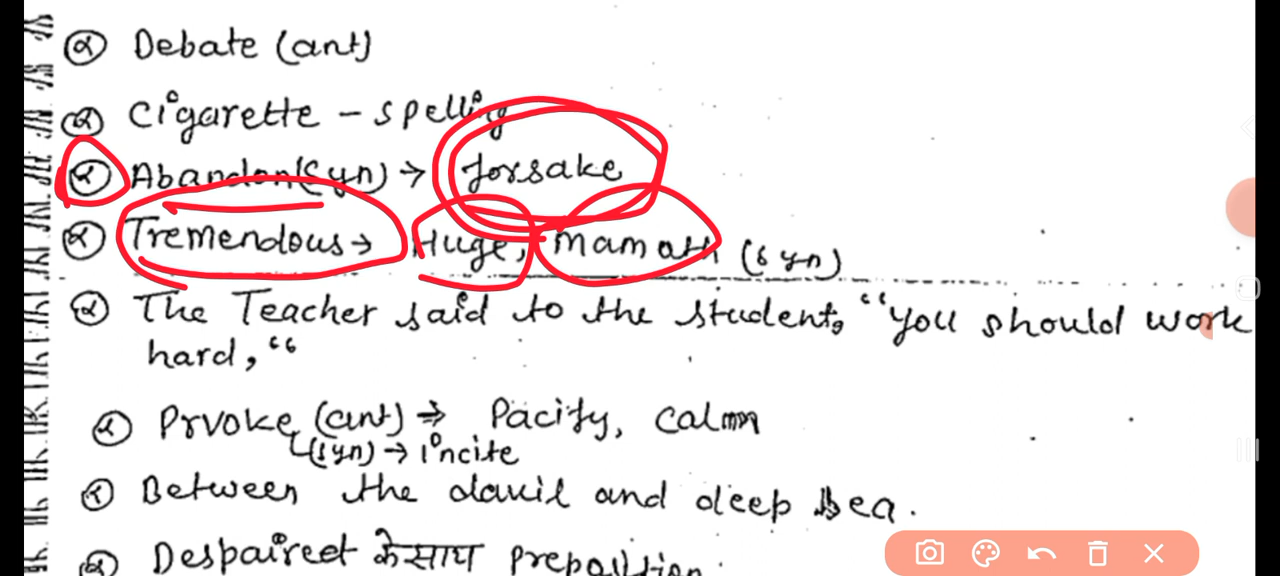 Debate (ant)
Cigarette - spelling
Abandon (syn) → forsake
Tremendous → Huge, Mamoth (syn)
The Teacher said to the student, "you should work
hard,"
Prvoke (ant) ⇒ Pacify, calm
(syn) → incite
Between the davil and deep sea.
Despaireet के साथ preposition.